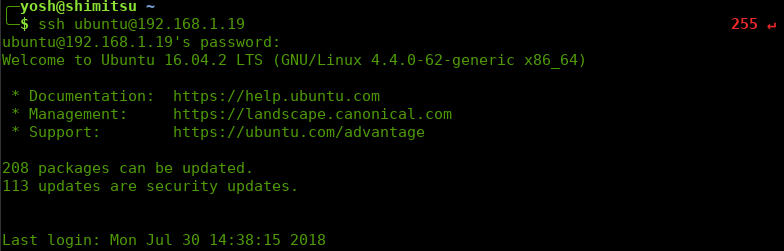 ╭─yosh@shimitsu ~
╰─$ ssh ubuntu@192.168.1.19 255 ↵
ubuntu@192.168.1.19's password:
Welcome to Ubuntu 16.04.2 LTS (GNU/Linux 4.4.0-62-generic x86_64)

 * Documentation:  https://help.ubuntu.com
 * Management:     https://landscape.canonical.com
 * Support:        https://ubuntu.com/advantage

208 packages can be updated.
113 updates are security updates.


Last login: Mon Jul 30 14:38:15 2018